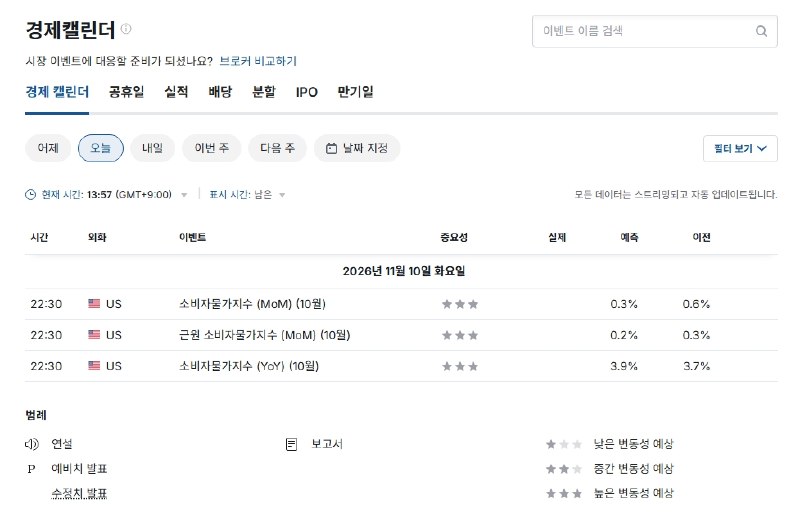 경제캘린더
이벤트 이름 검색
시장 이벤트에 대응할 준비가 되셨나요? 브로커 비교하기
경제 캘린더 공휴일 실적 배당 분할 IPO 만기일
어제 오늘 내일 이번 주 다음 주 날짜 지정 필터 보기
현재 시간: 13:57 (GMT+9:00) 표시 시간: 남은 모든 데이터는 스트리밍되고 자동 업데이트됩니다.
시간 외화 이벤트 중요성 실제 예측 이전
2026년 11월 10일 화요일
22:30 US 소비자물가지수 (MoM) (10월) 0.3% 0.6%
22:30 US 근원 소비자물가지수 (MoM) (10월) 0.2% 0.3%
22:30 US 소비자물가지수 (YoY) (10월) 3.9% 3.7%
범례
연설 보고서 낮은 변동성 예상
P 예비치 발표 중간 변동성 예상
수정치 발표 높은 변동성 예상